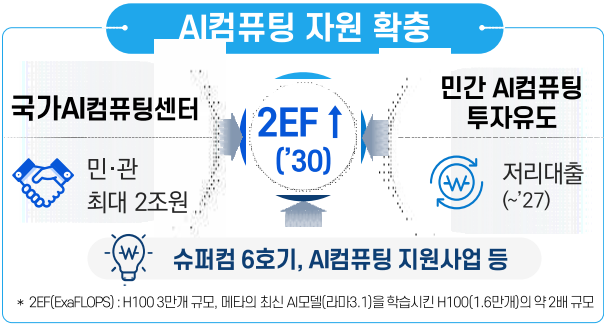 AI컴퓨팅 자원 확충
국가AI컴퓨팅센터
민·관
최대 2조원
2EF↑
('30)
민간 AI컴퓨팅
투자유도
저리대출
(~'27)
슈퍼컴 6호기, AI컴퓨팅 지원사업 등
* 2EF(ExaFLOPS) : H100 3만개 규모, 메타의 최신 AI모델(라마3.1)을 학습시킨 H100(1.6만개)의 약 2배 규모